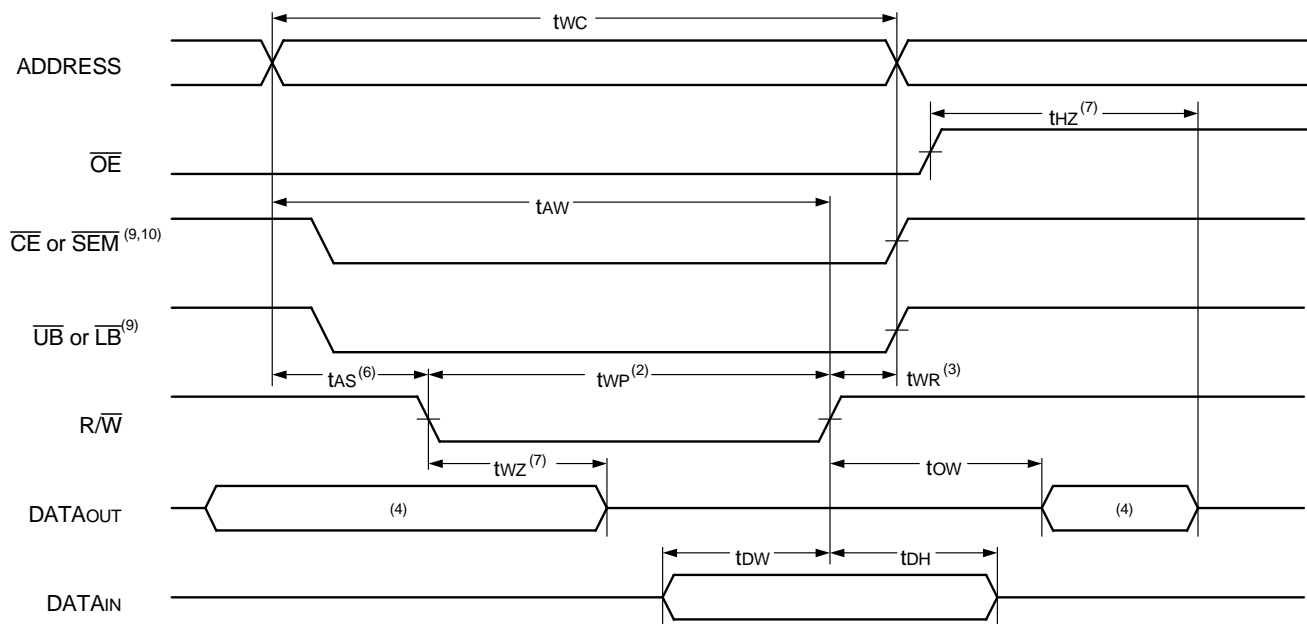 tWC
ADDRESS
tHZ(7)
OE
tAW
CE or SEM (9,10)
UB or LB(9)
tAS(6) tWP(2) tWR(3)
R/W
tWZ(7) tOW
DATAOUT (4) (4)
tDW tDH
DATAIN